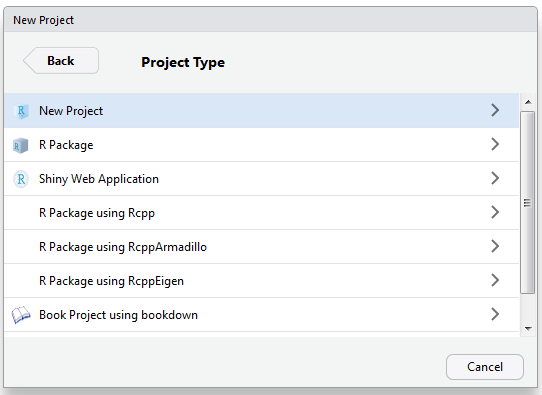 New Project
Back
Project Type
R New Project
R R Package
R Shiny Web Application
R Package using Rcpp
R Package using RcppArmadillo
R Package using RcppEigen
Book Project using bookdown
Cancel